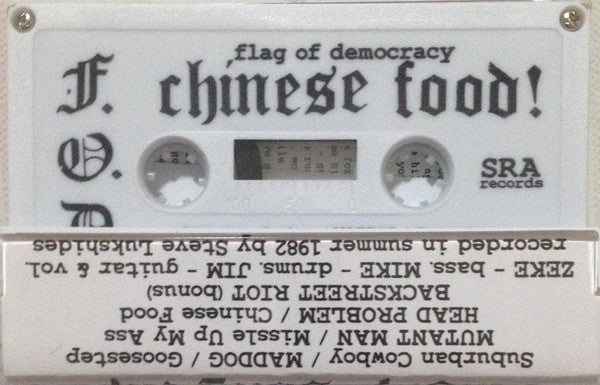 flag of democracy
chinese food!
F.
O.
D
SRA
records
Suburban Cowboy / MADDOG / Goosestep
MUTANT MAN / Missle Up My Ass
HEAD PROBLEM / Chinese Food
BACKSTREET RIOT (bonus)
ZEKE - bass. MIKE - drums. JIM - guitar & vol
recorded in summer 1982 by Steve Lukshides